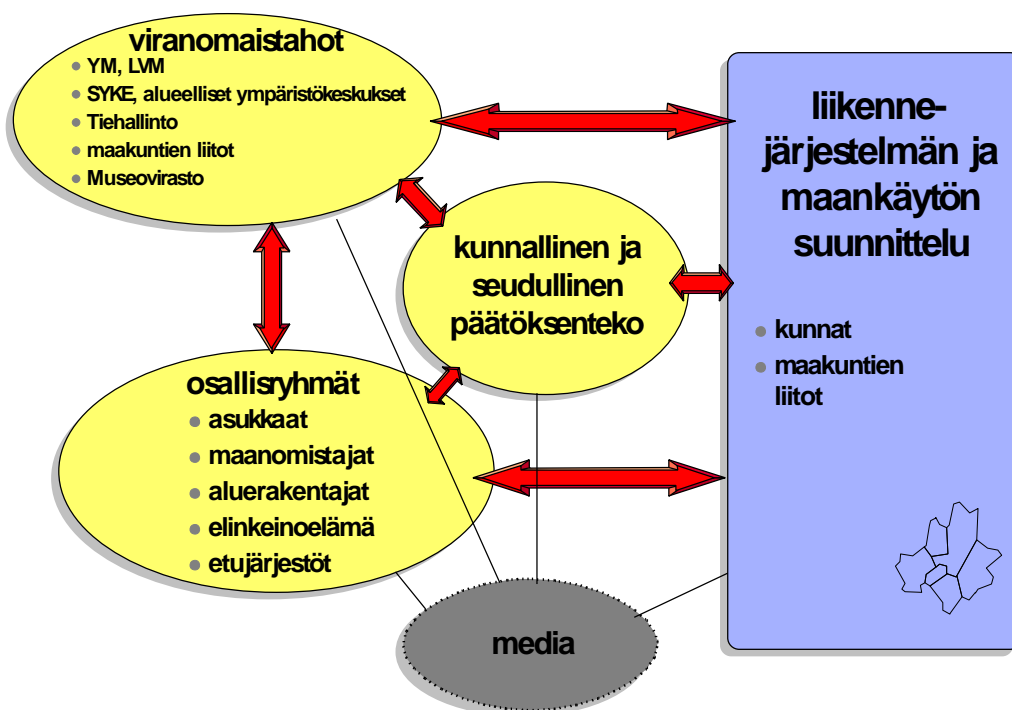 viranomaistahot
YM, LVM
SYKE, alueelliset ympäristökeskukset
Tiehallinto
maakuntien liitot
Museovirasto
liikenne-
järjestelmän ja
maankäytön
suunnittelu
kunnat
maakuntien
liitot
kunnallinen ja
seudullinen
päätöksenteko
osallisryhmät
asukkaat
maanomistajat
aluerakentajat
elinkeinoelämä
etujärjestöt
media